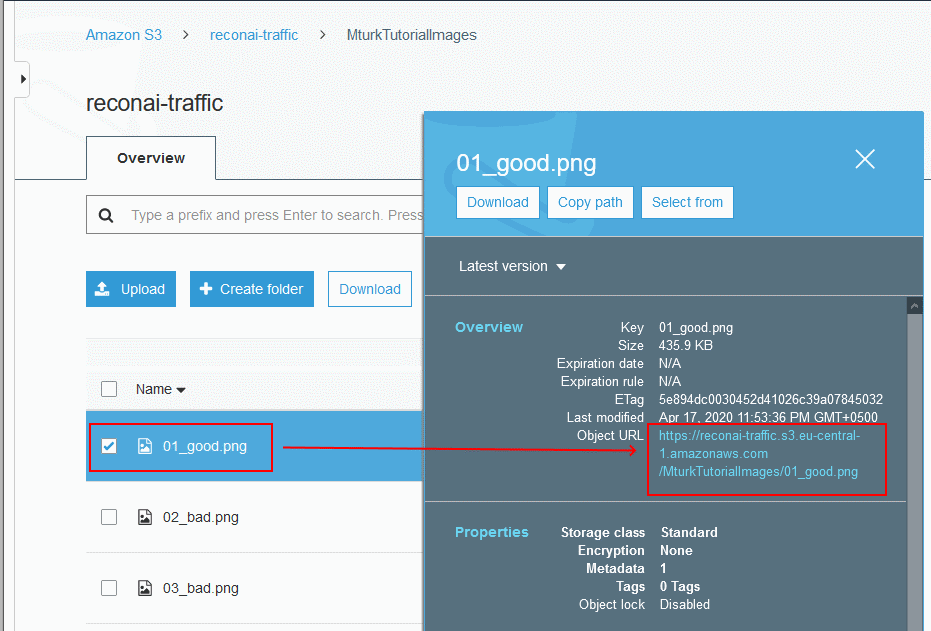 Amazon S3 > reconai-traffic > MturkTutorialImages
reconai-traffic
Overview
Type a prefix and press Enter to search. Press
Upload
Create folder
Download
Name
01_good.png
02_bad.png
03_bad.png
01_good.png
Download
Copy path
Select from
Latest version
Overview
Key 01_good.png
Size 435.9 KB
Expiration date N/A
Expiration rule N/A
ETag 5e894dc0030452d41026c39a07845032
Last modified Apr 17, 2020 11:53:36 PM GMT+0500
Object URL https://reconai-traffic.s3.eu-central-
1.amazonaws.com
/MturkTutorialImages/01_good.png
Properties
Storage class Standard
Encryption None
Metadata 1
Tags 0 Tags
Object lock Disabled